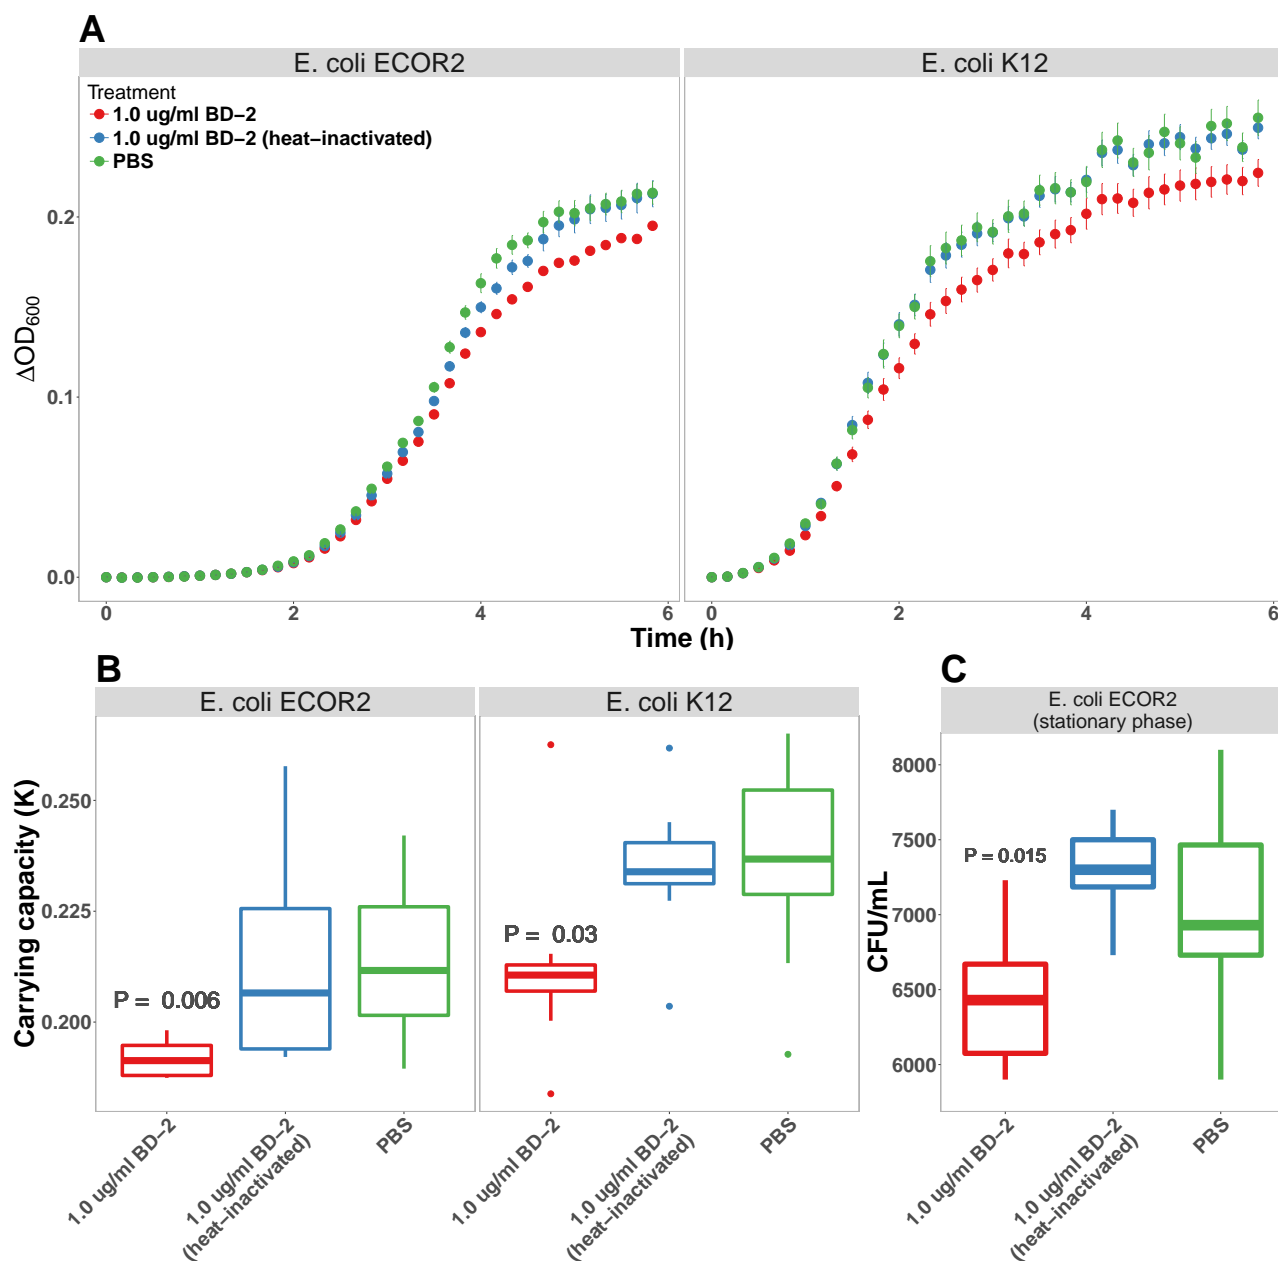 A
E. coli ECOR2
E. coli K12
Treatment
1.0 ug/ml BD−2
1.0 ug/ml BD−2 (heat−inactivated)
PBS
ΔOD600
0.2
0.1
0.0
0
2
4
6
0
2
4
6
Time (h)
B
E. coli ECOR2
E. coli K12
Carrying capacity (K)
0.250
0.225
0.200
P = 0.006
P = 0.03
1.0 ug/ml BD−2
1.0 ug/ml BD−2
(heat−inactivated)
PBS
1.0 ug/ml BD−2
1.0 ug/ml BD−2
(heat−inactivated)
PBS
C
E. coli ECOR2
(stationary phase)
CFU/mL
8000
7500
7000
6500
6000
P = 0.015
1.0 ug/ml BD−2
1.0 ug/ml BD−2
(heat−inactivated)
PBS